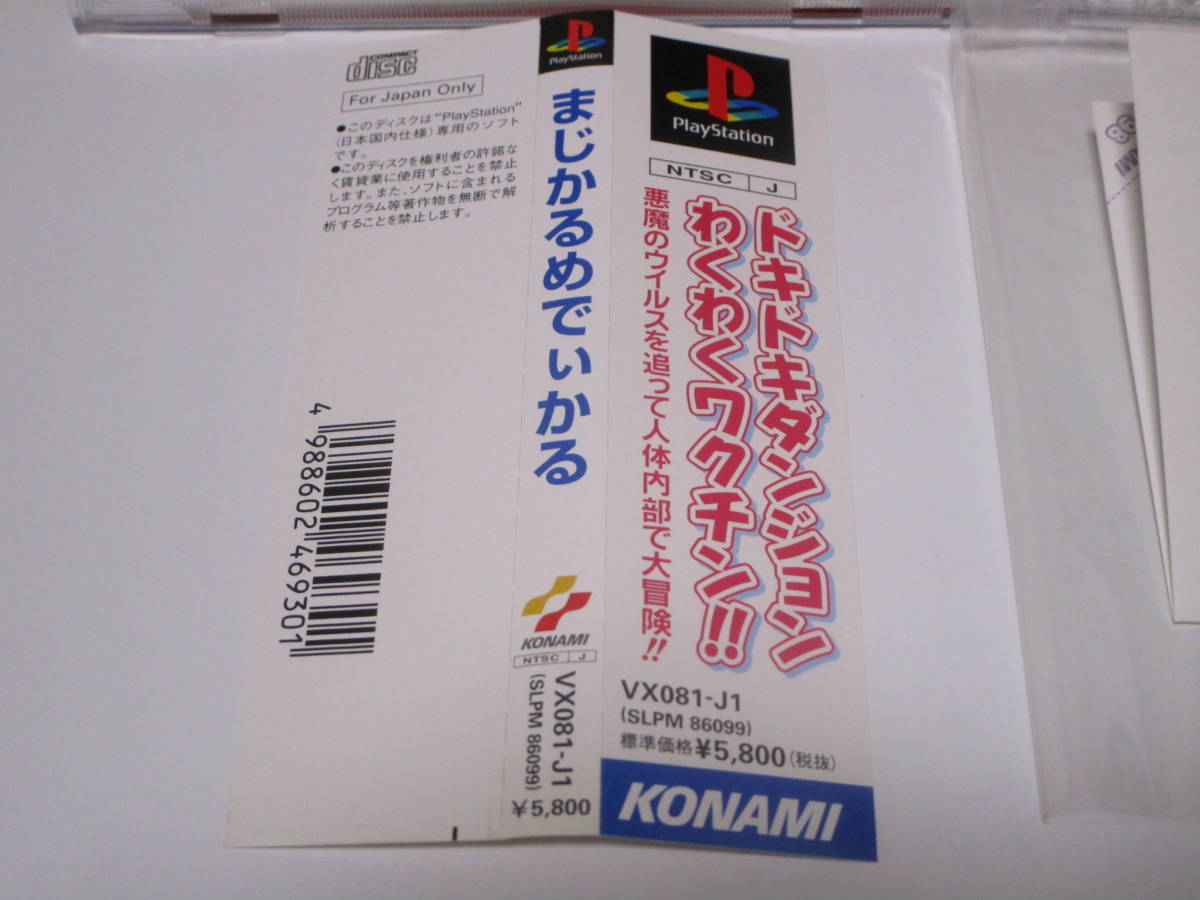 COMPACT
disc
For Japan Only
●このディスクは"PlayStation"
(日本国内仕様)専用のソフト
です。
●このディスクを権利者の許諾な
く賃貸業に使用することを禁止
します。また、ソフトに含まれる
プログラム等著作物を無断で解
析することを禁止します。
4 988602 469301
PlayStation
まじかるめでぃかる
KONAMI
NTSC J
VX081-J1
(SLPM 86099)
¥5,800
PlayStation
NTSC J
ドキドキダンジョン
わくわくワクチン!!
悪魔のウイルスを追って人体内部で大冒険!!
VX081-J1
(SLPM 86099)
標準価格¥5,800(税抜)
KONAMI